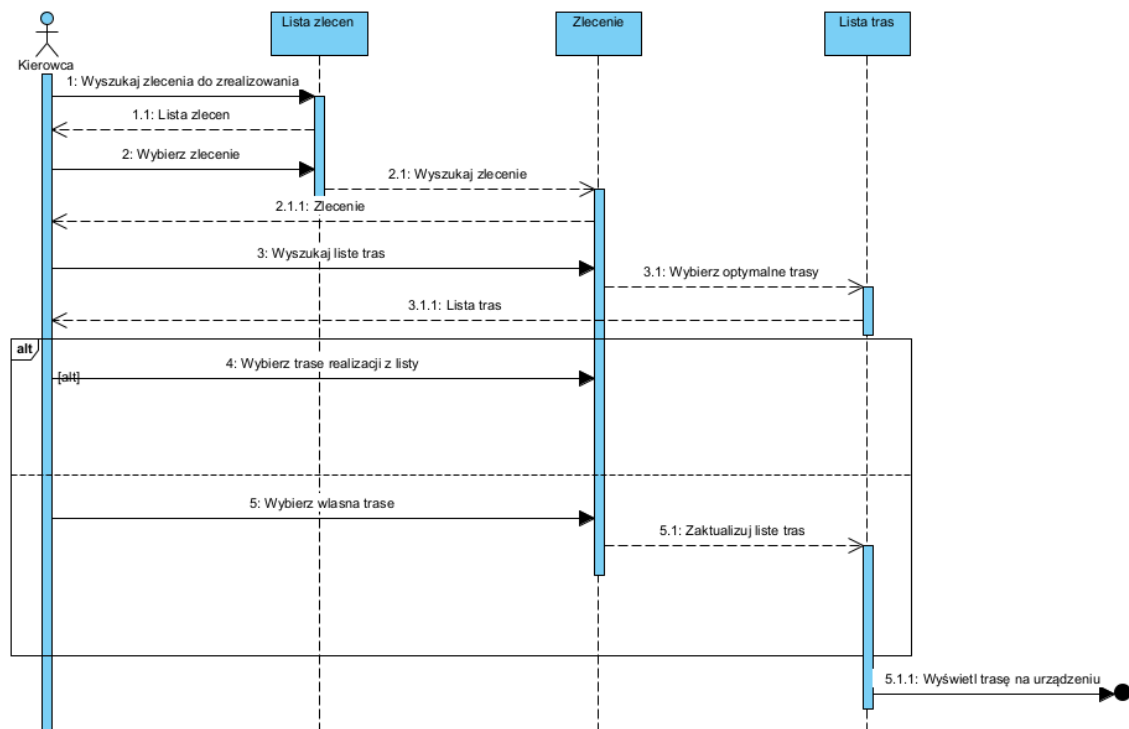 Lista zlecen
Zlecenie
Lista tras
Kierowca
1: Wyszukaj zlecenia do zrealizowania
1.1: Lista zlecen
2: Wybierz zlecenie
2.1: Wyszukaj zlecenie
2.1.1: Zlecenie
3: Wyszukaj liste tras
3.1: Wybierz optymalne trasy
3.1.1: Lista tras
alt
4: Wybierz trase realizacji z listy
[alt]
5: Wybierz wlasna trase
5.1: Zaktualizuj liste tras
5.1.1: Wyświetl trasę na urządzeniu